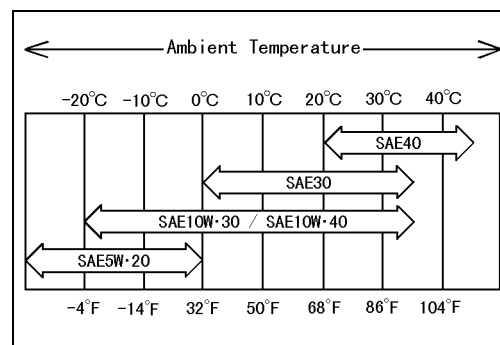 Ambient Temperature
-20°C -10°C 0°C 10°C 20°C 30°C 40°C
SAE40
SAE30
SAE10W·30 / SAE10W·40
SAE5W·20
-4°F -14°F 32°F 50°F 68°F 86°F 104°F